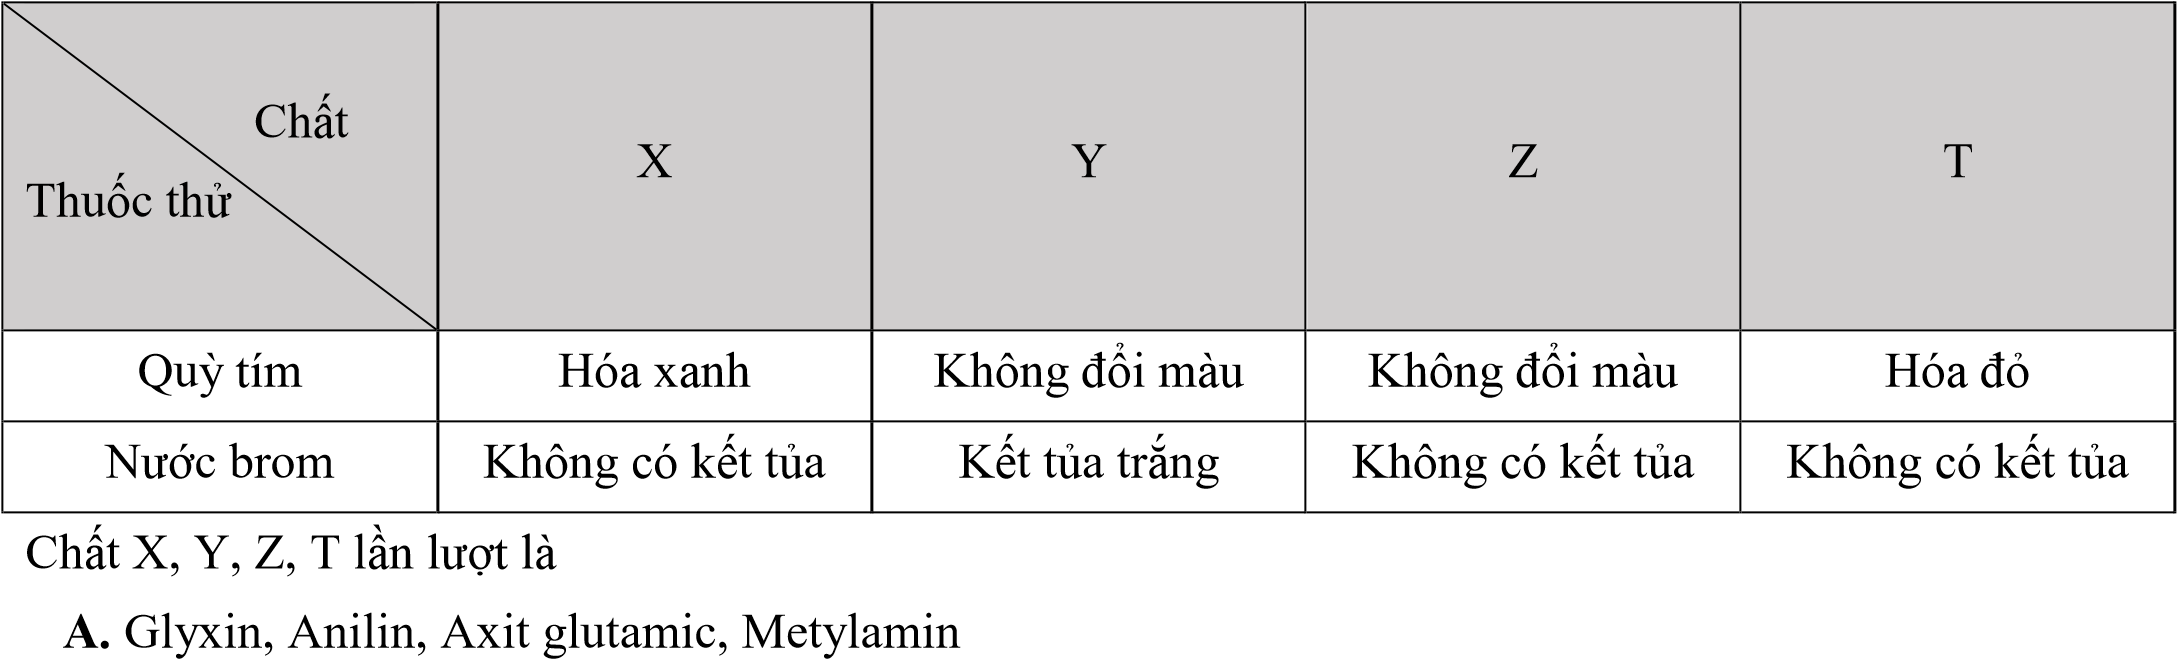 Chất
Thuốc thử
X Y Z T
Quỳ tím Hóa xanh Không đổi màu Không đổi màu Hóa đỏ
Nước brom Không có kết tủa Kết tủa trắng Không có kết tủa Không có kết tủa
Chất X, Y, Z, T lần lượt là
A. Glyxin, Anilin, Axit glutamic, Metylamin